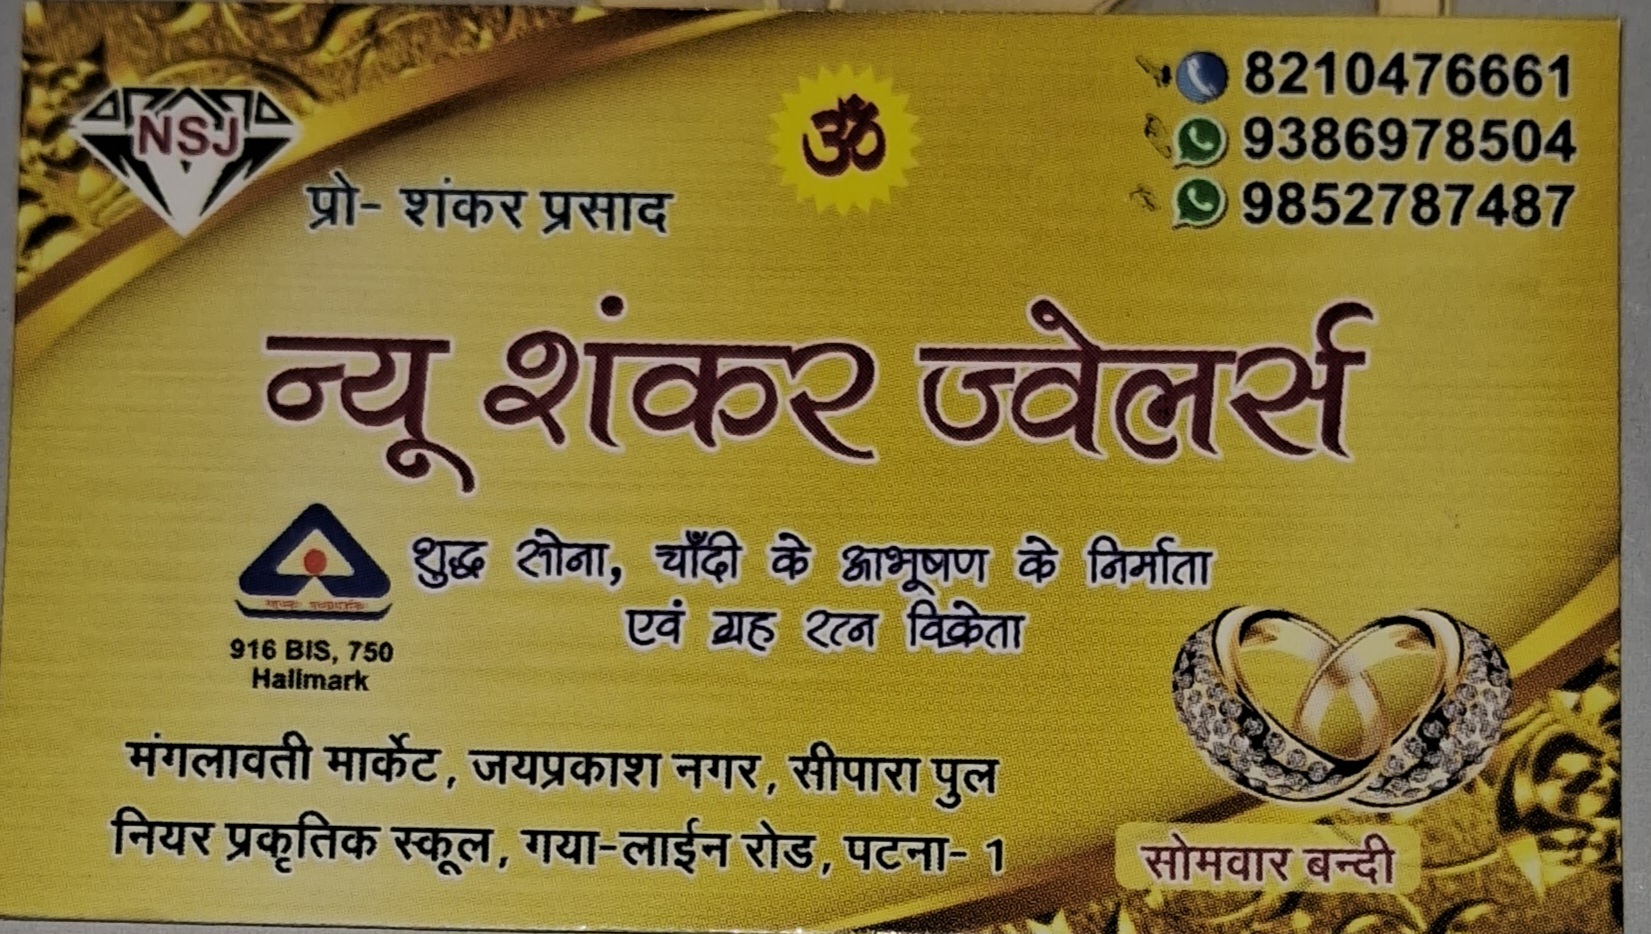 NSJ
ॐ
8210476661
9386978504
9852787487
प्रो- शंकर प्रसाद
न्यू शंकर ज्वेलर्स
शुद्ध सोना, चाँदी के आभूषण के निर्माता
एवं ग्रह रत्न विक्रेता
916 BIS, 750
Hallmark
मंगलावती मार्केट, जयप्रकाश नगर, सीपारा पुल
नियर प्रकृतिक स्कूल, गया-लाईन रोड, पटना- 1
सोमवार बन्दी